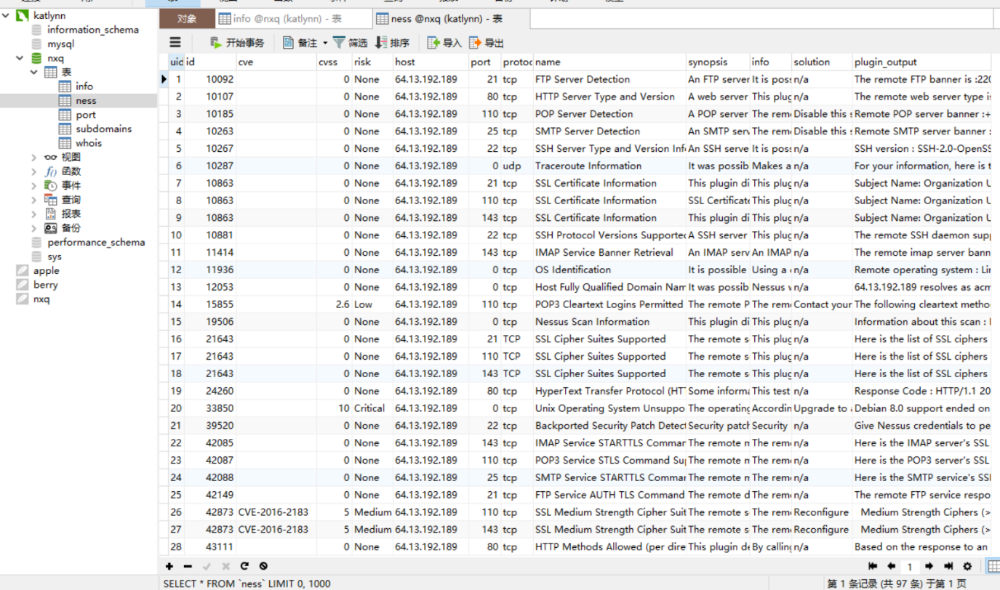 katlynn
information_schema
mysql
nxq
表
info
ness
port
subdomains
whois
视图
函数
事件
查询
报表
备份
performance_schema
sys
apple
berry
nxq
对象 info @nxq (katlynn) - 表 ness @nxq (katlynn) - 表
开始事务 备注 筛选 排序 导入 导出
uid id cve cvss risk host port protoc name synopsis info solution plugin_output
1 10092 0 None 64.13.192.189 21 tcp FTP Server Detection An FTP server It is poss n/a The remote FTP banner is :220
2 10107 0 None 64.13.192.189 80 tcp HTTP Server Type and Version A web server This plug n/a The remote web server type is
3 10185 0 None 64.13.192.189 110 tcp POP Server Detection A POP server The rem Disable this s Remote POP server banner :+
4 10263 0 None 64.13.192.189 25 tcp SMTP Server Detection An SMTP serv The rem Disable this s Remote SMTP server banner :
5 10267 0 None 64.13.192.189 22 tcp SSH Server Type and Version Inf An SSH serve It is poss n/a SSH version : SSH-2.0-OpenSS
6 10287 0 None 64.13.192.189 0 udp Traceroute Information It was possib Makes a n/a For your information, here is t
7 10863 0 None 64.13.192.189 21 tcp SSL Certificate Information This plugin di This plug n/a Subject Name: Organization U
8 10863 0 None 64.13.192.189 110 tcp SSL Certificate Information SSL Certificate This plug n/a Subject Name: Organization U
9 10863 0 None 64.13.192.189 143 tcp SSL Certificate Information This plugin di This plug n/a Subject Name: Organization U
10 10881 0 None 64.13.192.189 22 tcp SSH Protocol Versions Supported A SSH server This plug n/a The remote SSH daemon supp
11 11414 0 None 64.13.192.189 143 tcp IMAP Service Banner Retrieval An IMAP serv An IMAP n/a The remote imap server bann
12 11936 0 None 64.13.192.189 0 tcp OS Identification It is possible Using a n/a Remote operating system : Lin
13 12053 0 None 64.13.192.189 0 tcp Host Fully Qualified Domain Nam It was possib Nessus w n/a 64.13.192.189 resolves as acm
14 15855 2.6 Low 64.13.192.189 110 tcp POP3 Cleartext Logins Permitted The remote P The rem Contact your The following cleartext metho
15 19506 0 None 64.13.192.189 0 tcp Nessus Scan Information This plugin di This plug n/a Information about this scan :
16 21643 0 None 64.13.192.189 21 TCP SSL Cipher Suites Supported The remote s This plug n/a Here is the list of SSL ciphers
17 21643 0 None 64.13.192.189 110 TCP SSL Cipher Suites Supported The remote s This plug n/a Here is the list of SSL ciphers
18 21643 0 None 64.13.192.189 143 TCP SSL Cipher Suites Supported The remote s This plug n/a Here is the list of SSL ciphers
19 24260 0 None 64.13.192.189 80 tcp HyperText Transfer Protocol (HT Some informa This test n/a Response Code : HTTP/1.1 20
20 33850 10 Critical 64.13.192.189 0 tcp Unix Operating System Unsuppo The operating Accordin Upgrade to Debian 8.0 support ended on
21 39520 0 None 64.13.192.189 22 tcp Backported Security Patch Detec Security patch Security n/a Give Nessus credentials to pe
22 42085 0 None 64.13.192.189 143 tcp IMAP Service STARTTLS Commar The remote m The rem n/a Here is the IMAP server's SSL
23 42087 0 None 64.13.192.189 110 tcp POP3 Service STLS Command Su The remote m The rem n/a Here is the POP3 server's SSL
24 42088 0 None 64.13.192.189 25 tcp SMTP Service STARTTLS Commar The remote m The rem n/a Here is the SMTP service's SSL
25 42149 0 None 64.13.192.189 21 tcp FTP Service AUTH TLS Command The remote d The rem n/a The remote FTP service respo
26 42873 CVE-2016-2183 5 Medium 64.13.192.189 110 tcp SSL Medium Strength Cipher Suit The remote s The rem Reconfigure Medium Strength Ciphers (>
27 42873 CVE-2016-2183 5 Medium 64.13.192.189 143 tcp SSL Medium Strength Cipher Suit The remote s The rem Reconfigure Medium Strength Ciphers (>
28 43111 0 None 64.13.192.189 80 tcp HTTP Methods Allowed (per dire This plugin de By calling n/a Based on the response to an
1
SELECT * FROM `ness` LIMIT 0, 1000 第 1 条记录 (共 97 条) 于第 1 页